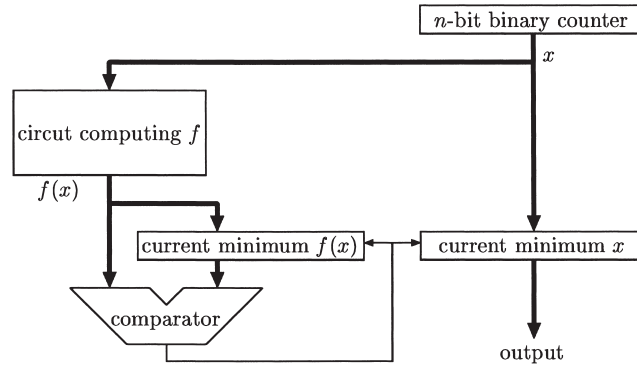 n-bit binary counter
x
circut computing f
f(x)
current minimum f(x)
current minimum x
comparator
output